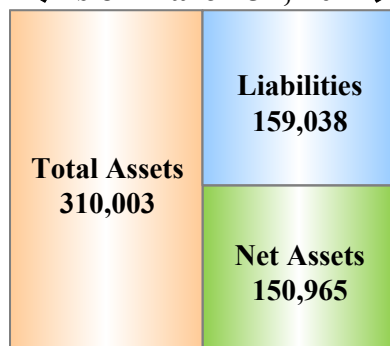 Total Assets
310,003
Liabilities
159,038
Net Assets
150,965